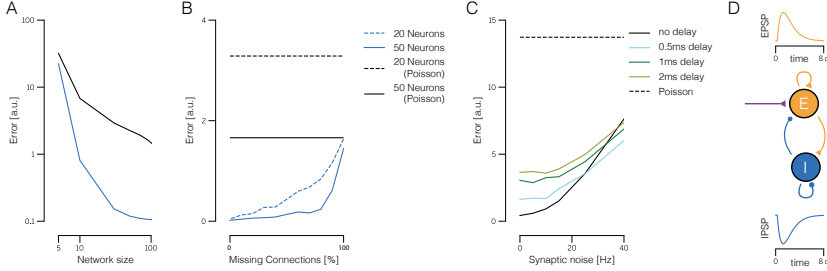 A
Error [a.u.]
100
10
1
0.1
5
10
100
Network size
B
Error [a.u.]
4
2
0
0
100
Missing Connections [%]
20 Neurons
50 Neurons
20 Neurons
(Poisson)
50 Neurons
(Poisson)
C
Error [a.u.]
15
10
5
0
0
20
40
Synaptic noise [Hz]
no delay
0.5ms delay
1ms delay
2ms delay
Poisson
D
EPSP
0
time
8
E
I
IPSP
0
time
8